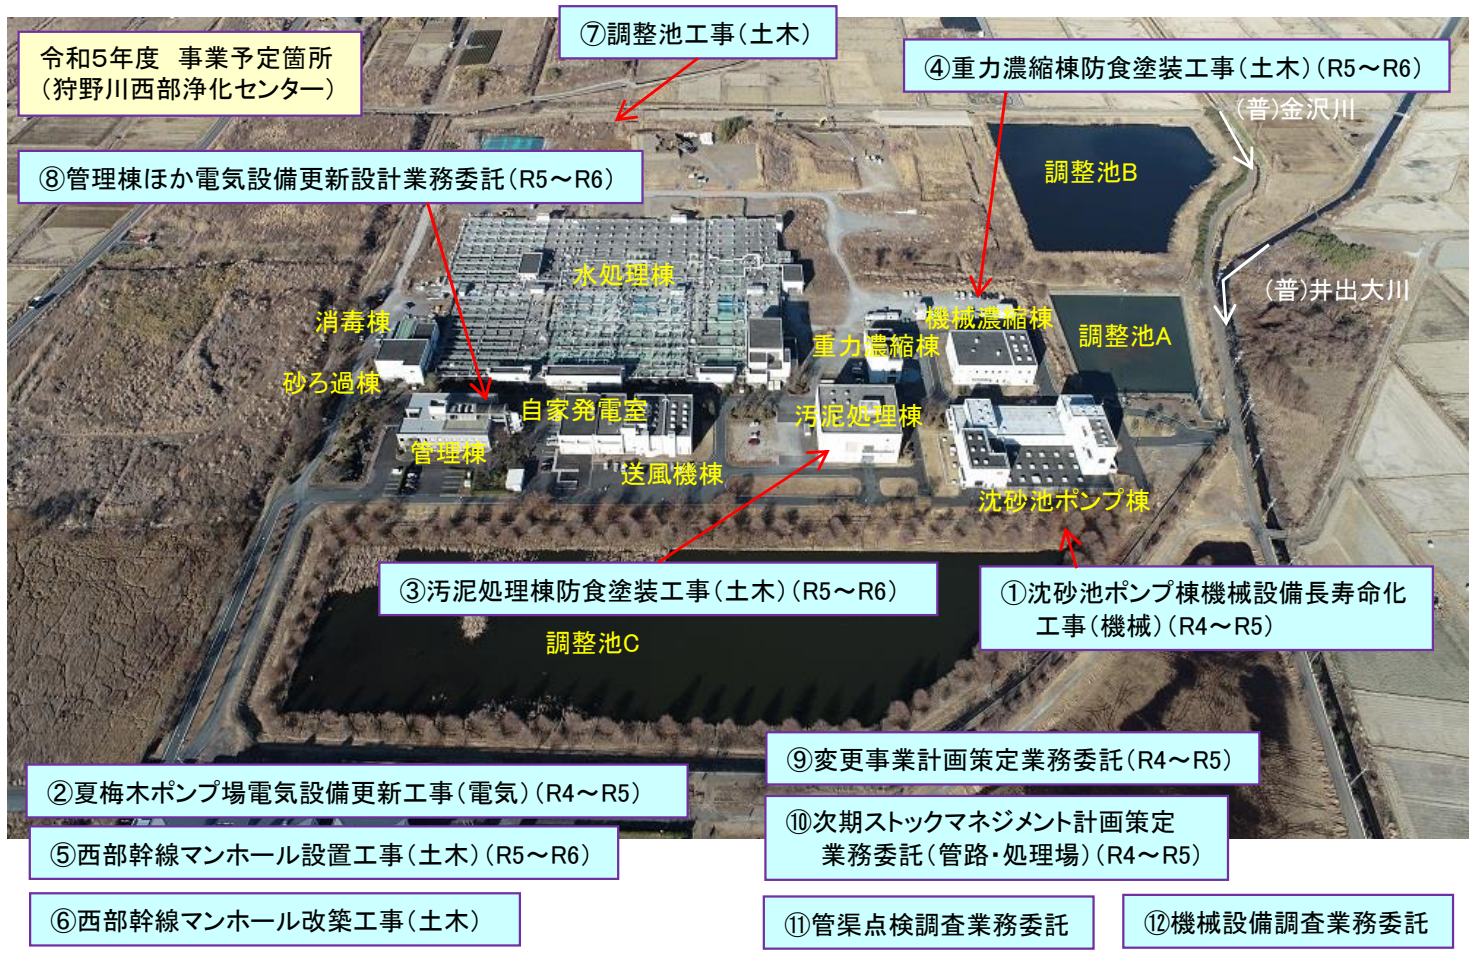 令和5年度　事業予定箇所
（狩野川西部浄化センター）
⑦調整池工事（土木）
④重力濃縮棟防食塗装工事（土木）（R5～R6）
（普）金沢川
⑧管理棟ほか電気設備更新設計業務委託（R5～R6）
調整池B
水処理棟
（普）井出大川
消毒棟
機械濃縮棟
重力濃縮棟
調整池A
砂ろ過棟
自家発電室
汚泥処理棟
管理棟
送風機棟
沈砂池ポンプ棟
③汚泥処理棟防食塗装工事（土木）（R5～R6）
①沈砂池ポンプ棟機械設備長寿命化
工事（機械）（R4～R5）
調整池C
②夏梅木ポンプ場電気設備更新工事（電気）（R4～R5）
⑤西部幹線マンホール設置工事（土木）（R5～R6）
⑥西部幹線マンホール改築工事（土木）
⑨変更事業計画策定業務委託（R4～R5）
⑩次期ストックマネジメント計画策定
業務委託（管路・処理場）（R4～R5）
⑪管渠点検調査業務委託
⑫機械設備調査業務委託